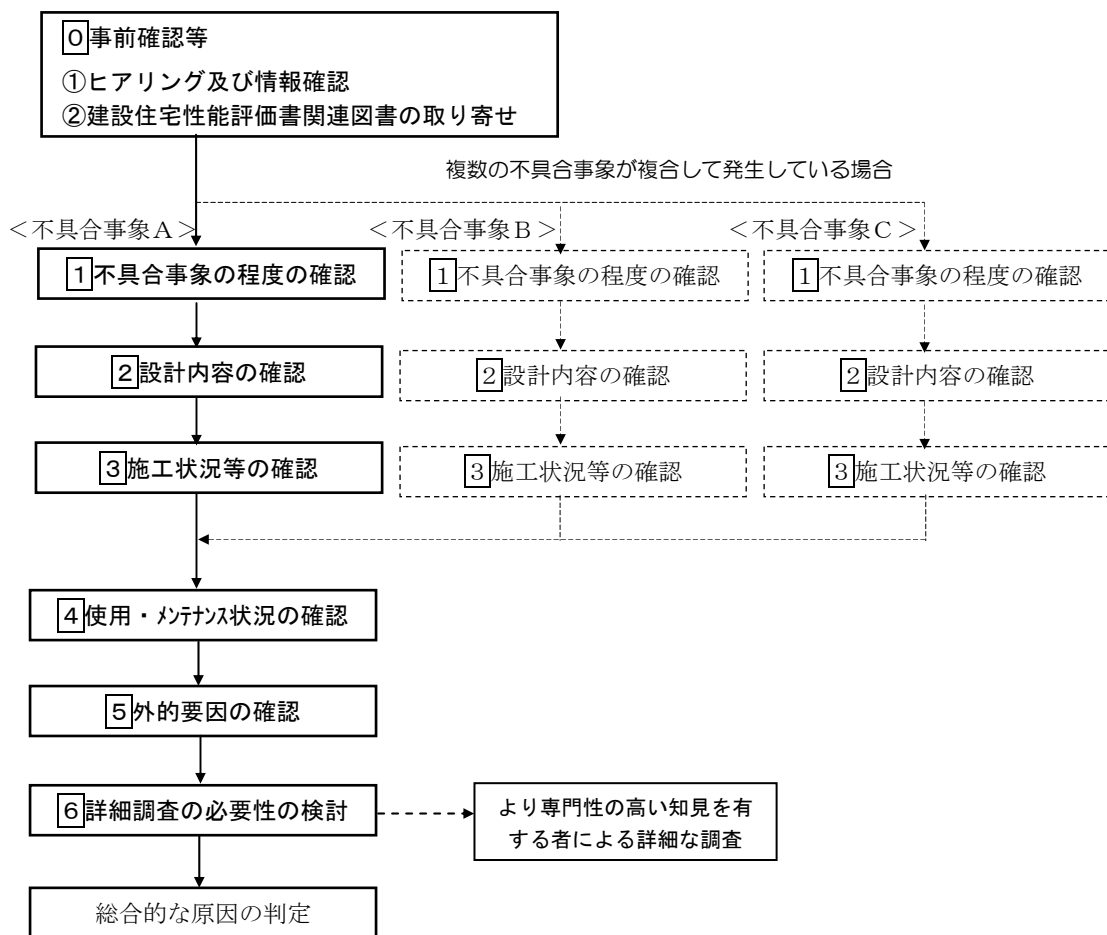 0事前確認等
①ヒアリング及び情報確認
②建設住宅性能評価書関連図書の取り寄せ
複数の不具合事象が複合して発生している場合
＜不具合事象Ａ＞
＜不具合事象Ｂ＞
＜不具合事象Ｃ＞
1不具合事象の程度の確認
1不具合事象の程度の確認
1不具合事象の程度の確認
2設計内容の確認
2設計内容の確認
2設計内容の確認
3施工状況等の確認
3施工状況等の確認
3施工状況等の確認
4使用・ﾒﾝﾃﾅﾝｽ状況の確認
5外的要因の確認
6詳細調査の必要性の検討
より専門性の高い知見を有
する者による詳細な調査
総合的な原因の判定